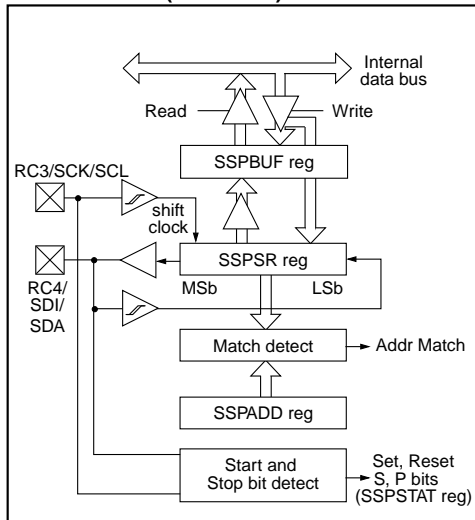 Internal
data bus
Read
Write
SSPBUF reg
RC3/SCK/SCL
shift
clock
SSPSR reg
MSb
LSb
RC4/
SDI/
SDA
Match detect
Addr Match
SSPADD reg
Start and
Stop bit detect
Set, Reset
S, P bits
(SSPSTAT reg)